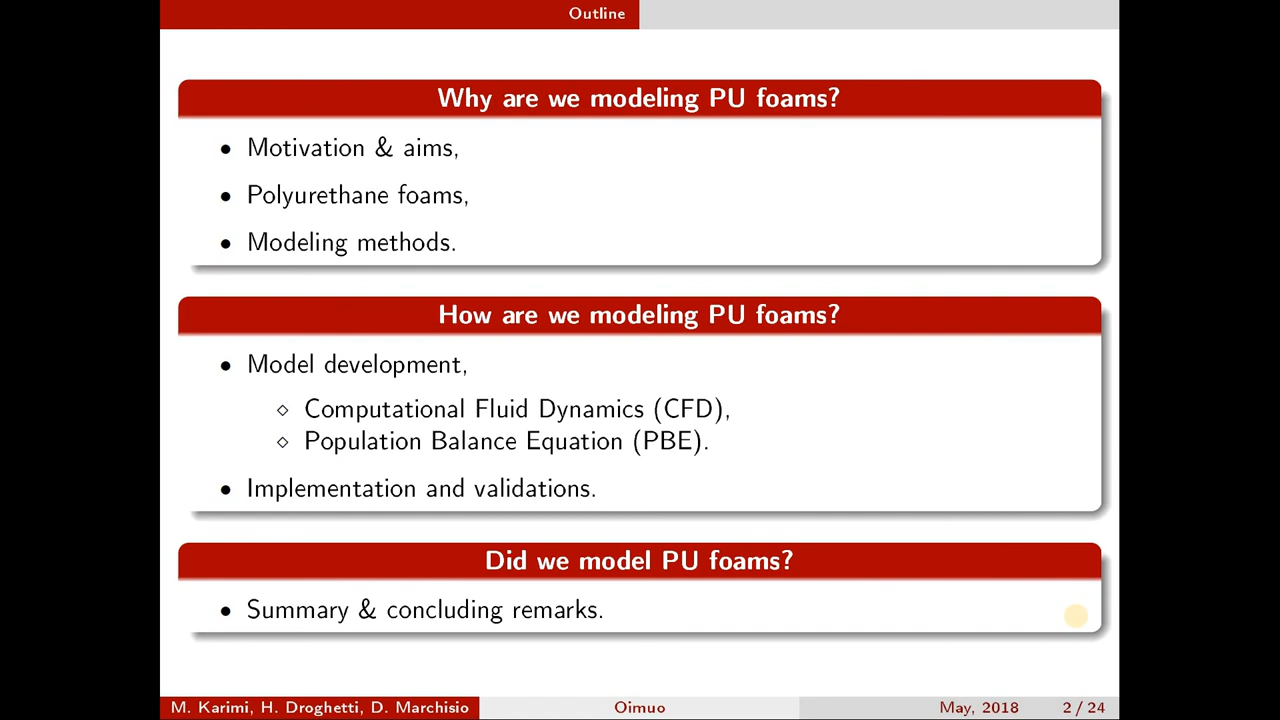 Outline
Why are we modeling PU foams?
• Motivation & aims,
• Polyurethane foams,
• Modeling methods.
How are we modeling PU foams?
• Model development,
⋄ Computational Fluid Dynamics (CFD),
⋄ Population Balance Equation (PBE).
• Implementation and validations.
Did we model PU foams?
• Summary & concluding remarks.
M. Karimi, H. Droghetti, D. Marchisio Oimuo May, 2018 2 / 24